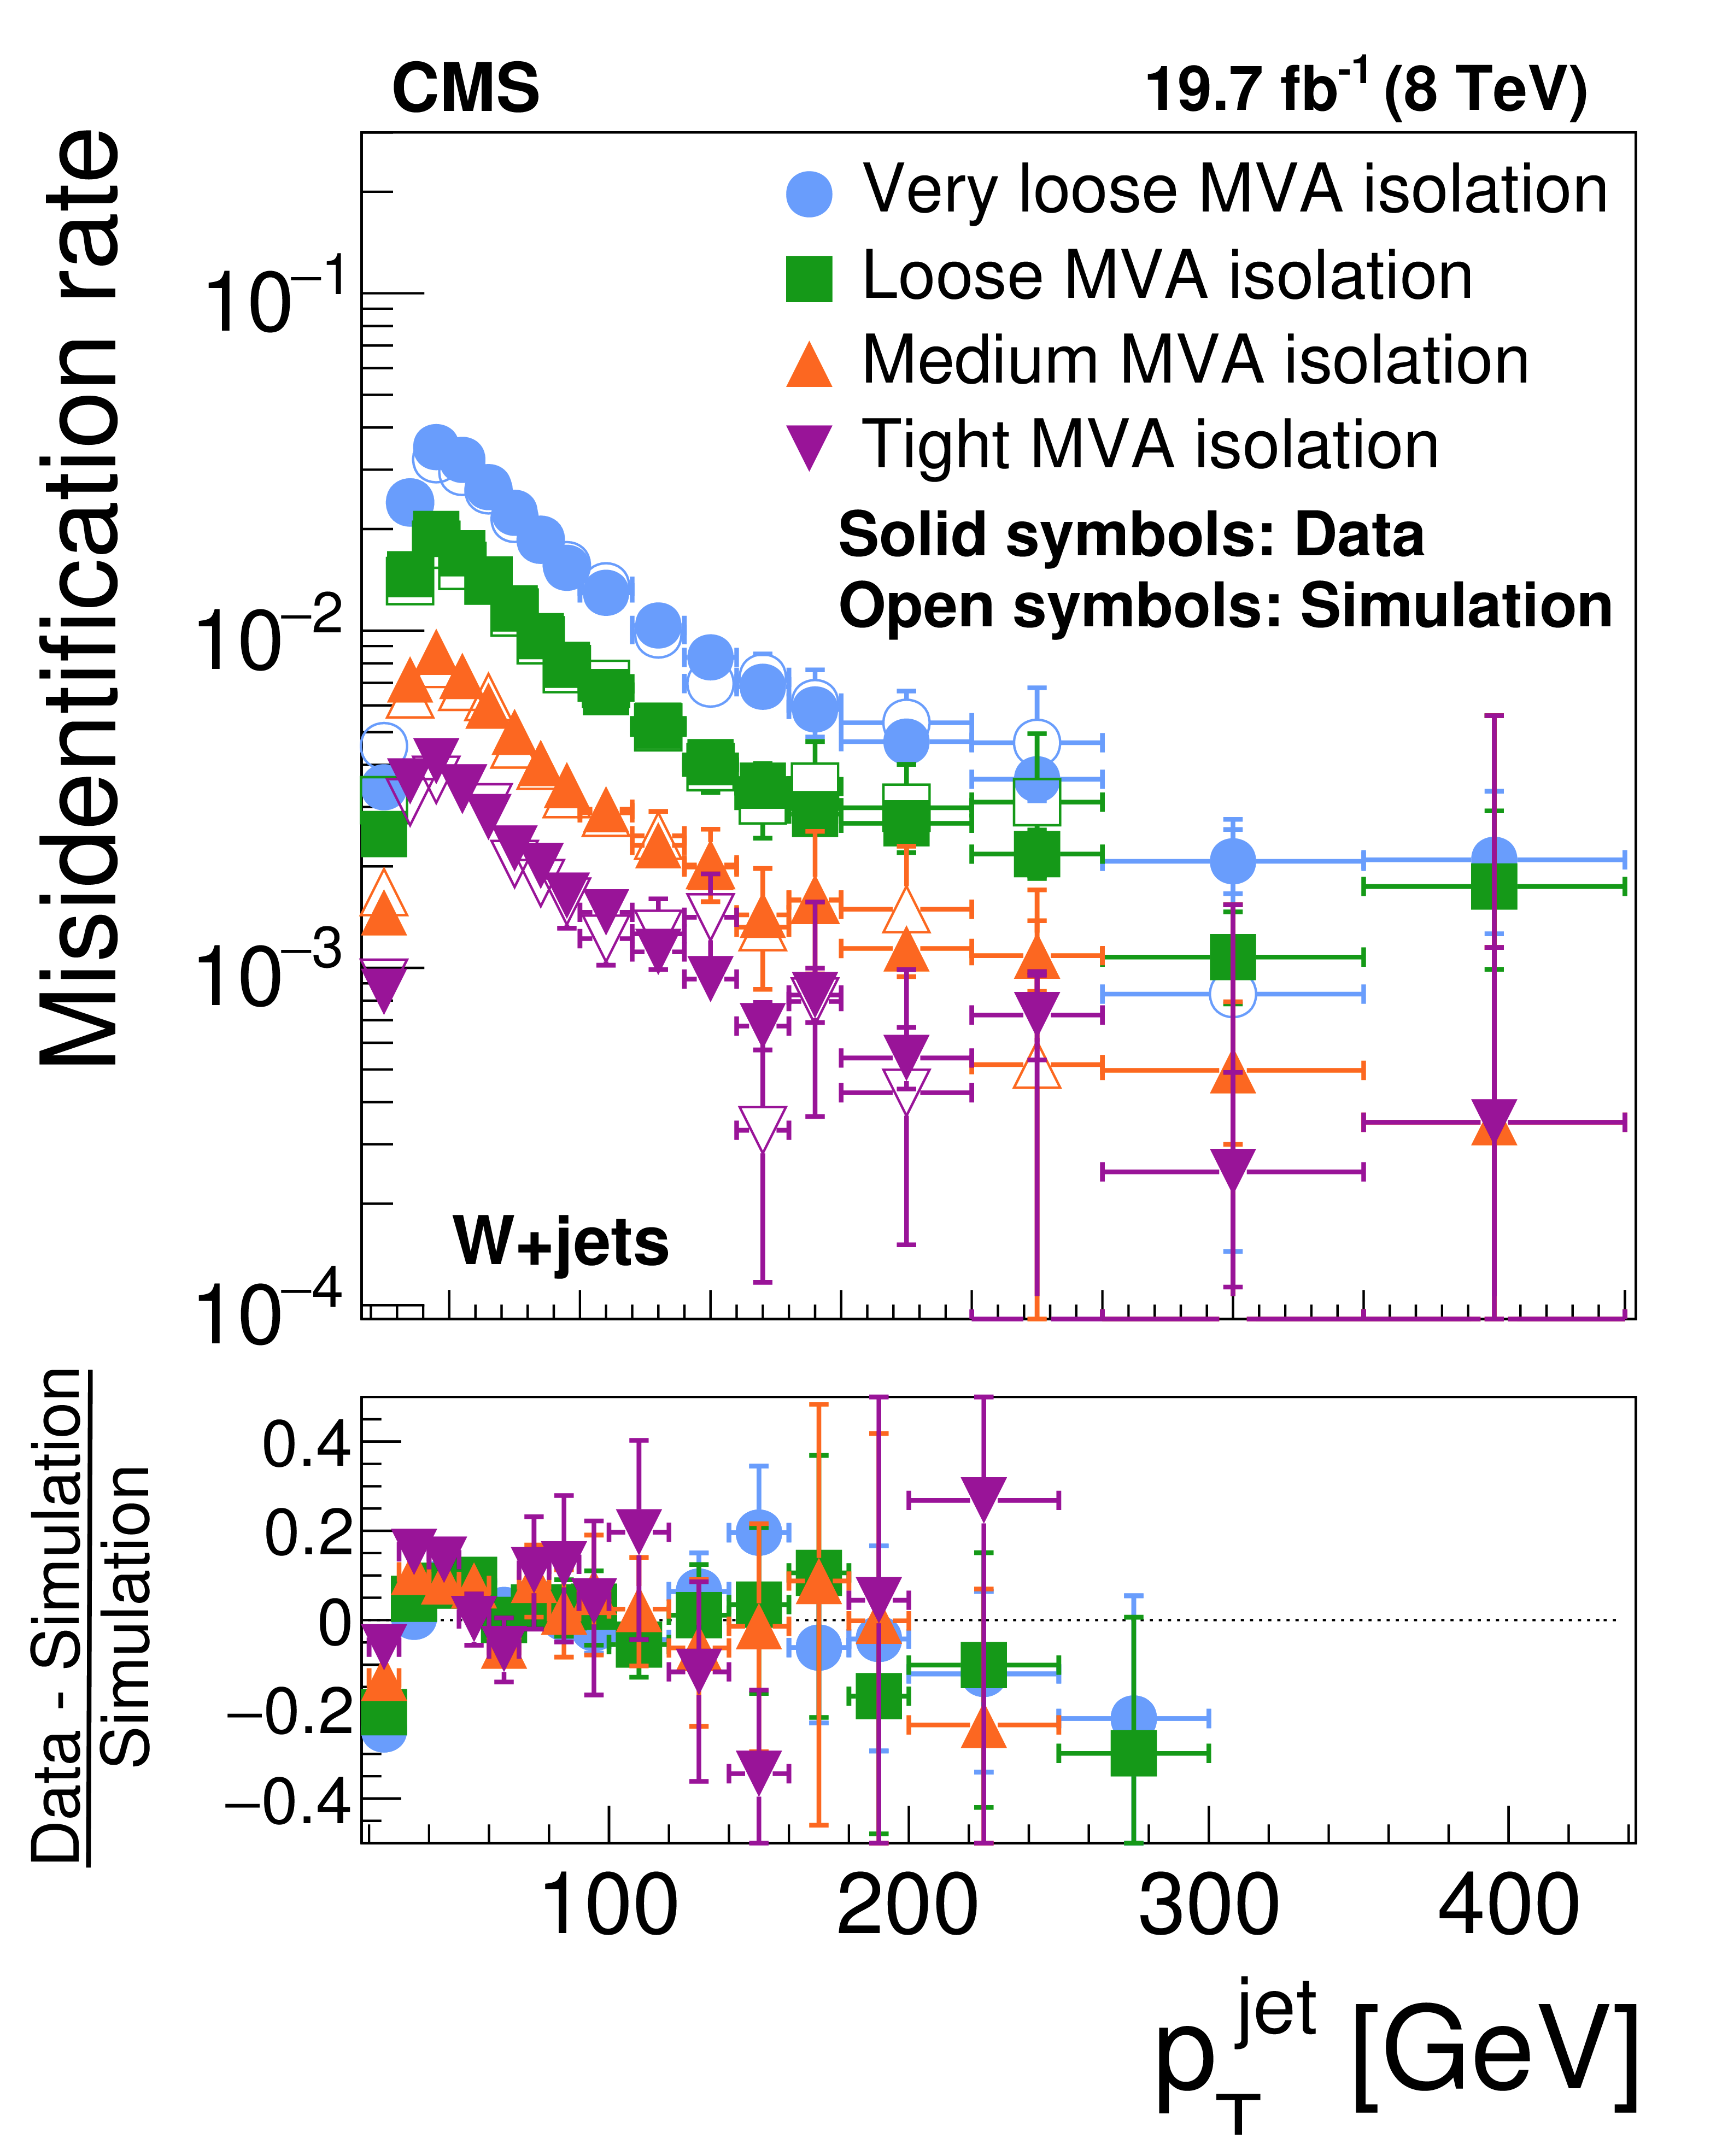 CMS 19.7 fb⁻¹ (8 TeV)
Misidentification rate
Very loose MVA isolation
Loose MVA isolation
Medium MVA isolation
Tight MVA isolation
Solid symbols: Data
Open symbols: Simulation
10⁻¹
10⁻²
10⁻³
10⁻⁴
W+jets
Data - Simulation
Simulation
0.4
0.2
0
−0.2
−0.4
100 200 300 400
p_T^jet [GeV]